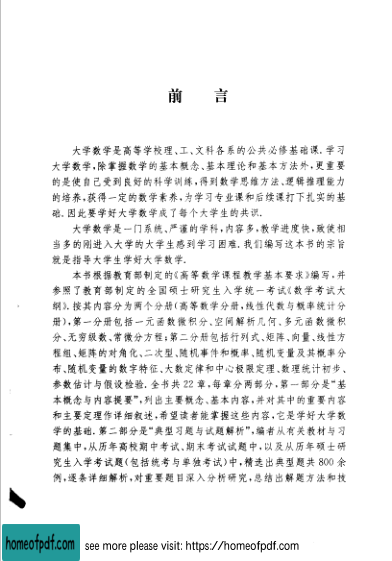 前　言
大学数学是高等学校理、工、文科各系的公共必修基础课.学习
大学数学,除掌握数学的基本概念、基本理论和基本方法外,更重要
的是使自己受到良好的科学训练,得到数学思维方法、逻辑推理能力
的培养,获得一定的数学素养,为学习专业课和后续课打下扎实的基
础.因此要学好大学数学成了每个大学生的共识.
大学数学是一门系统、严谨的学科,内容多,教学进度快,致使相
当多的刚进入大学的大学生感到学习困难.我们编写这本书的宗旨
就是指导大学生学好大学数学.
本书根据教育部制定的《高等数学课程教学基本要求》编写,并
参照了教育部制定的全国硕士研究生入学统一考试《数学考试大
纲》.按其内容分为两个分册(高等数学分册,线性代数与概率统计分
册),第一分册包括一元函数微积分、空间解析几何、多元函数微积
分、无穷级数、常微分方程;第二分册包括行列式、矩阵、向量、线性方
程组、矩阵的对角化、二次型、随机事件和概率、随机变量及其概率分
布、随机变量的数字特征、大数定律和中心极限定理、数理统计初步、
参数估计与假设检验.全书共 22 章,每章分两部分,第一部分是“基
本概念与内容提要”,列出主要概念、基本内容,并对其中的重要内容
和主要定理作详细叙述,希望读者能掌握这些内容,它是学好大学数
学的基础.第二部分是“典型习题与试题解析”,编者从有关教材与习
题集中,从历年高校期中考试、期末考试试题中,以及从历年硕士研
究生入学考试题(包括统考与单独考试)中,精选出典型题共 800 余
例,逐条详细解析,对重要题目深入分析研究,总结出解题方法和技
homeofpdf.com
see more please visit: https://homeofpdf.com